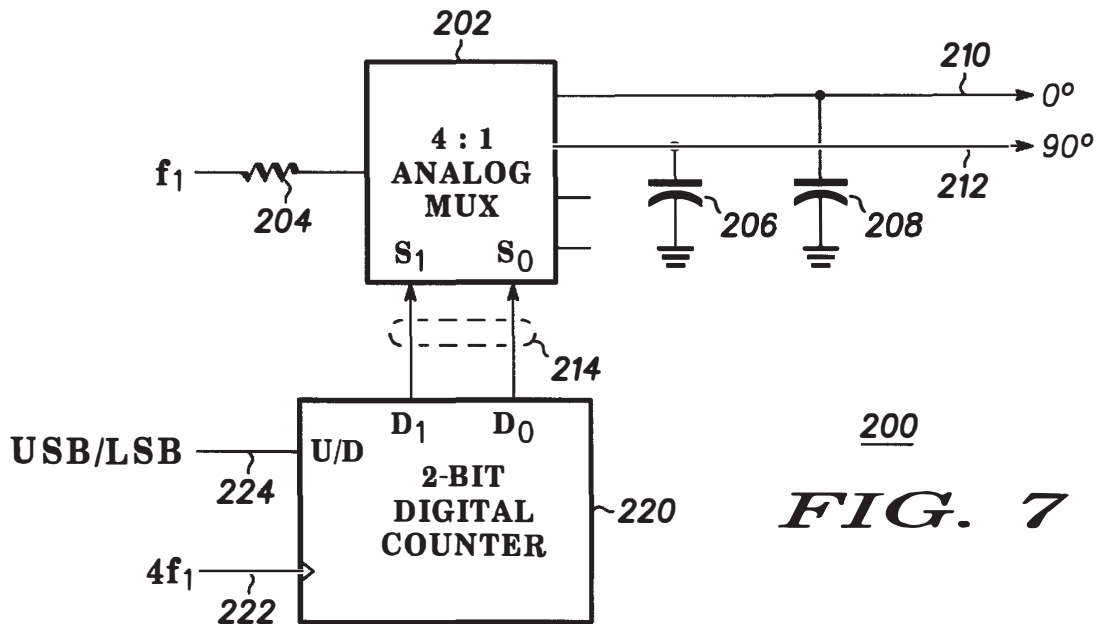 202
210
0°
4 : 1
ANALOG
MUX
90°
212
f1
204
206
208
S1 S0
214
D1 D0
USB/LSB
U/D
224
2-BIT
DIGITAL
COUNTER
220
4f1
222
200
FIG. 7